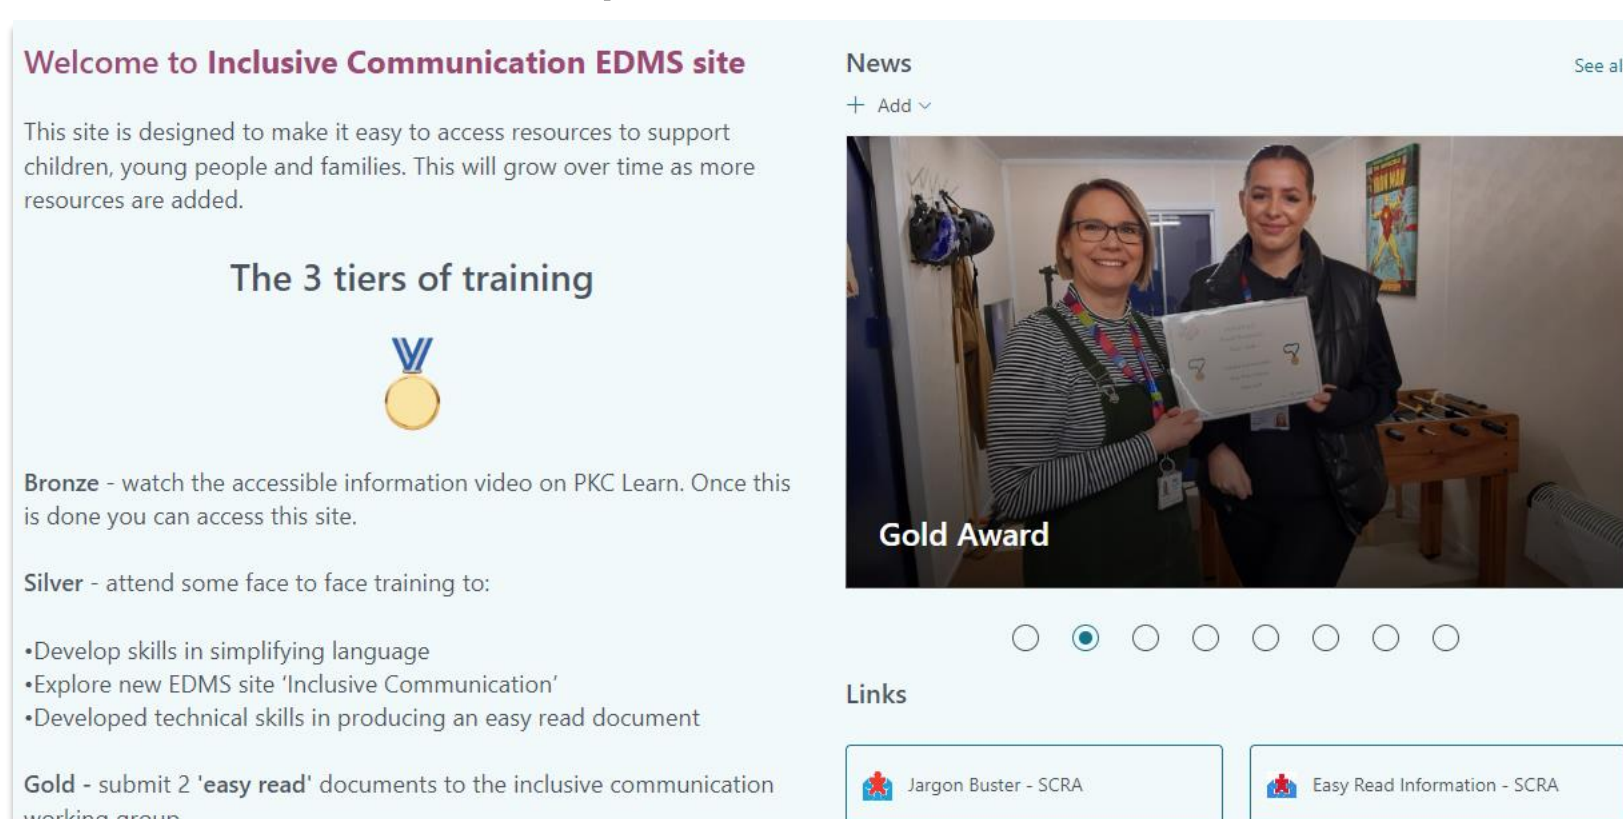 Welcome to Inclusive Communication EDMS site
This site is designed to make it easy to access resources to support
children, young people and families. This will grow over time as more
resources are added.
The 3 tiers of training
Bronze - watch the accessible information video on PKC Learn. Once this
is done you can access this site.
Silver - attend some face to face training to:
•Develop skills in simplifying language
•Explore new EDMS site ‘Inclusive Communication’
•Developed technical skills in producing an easy read document
Gold - submit 2 'easy read' documents to the inclusive communication
working group
News
See al
+ Add
IRON MAN
Gold Award
Links
Jargon Buster - SCRA
Easy Read Information - SCRA